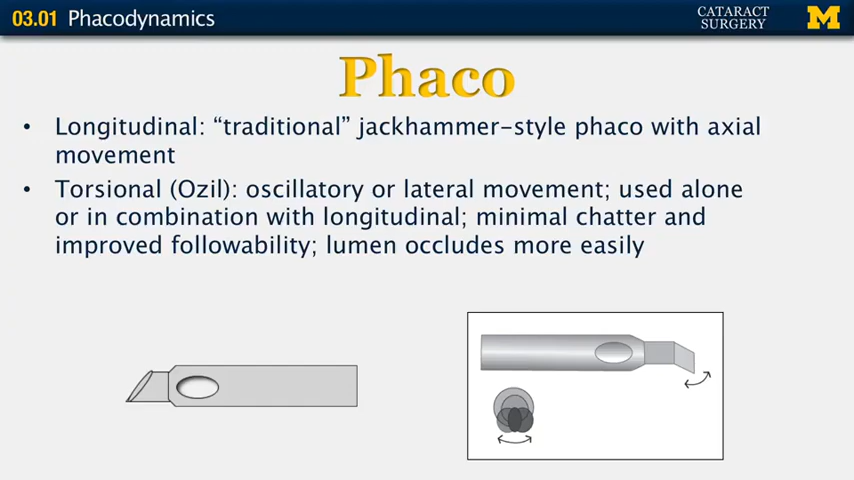 03.01 Phacodynamics
CATARACT
SURGERY
M
Phaco
• Longitudinal: “traditional” jackhammer-style phaco with axial
movement
• Torsional (Ozil): oscillatory or lateral movement; used alone
or in combination with longitudinal; minimal chatter and
improved followability; lumen occludes more easily